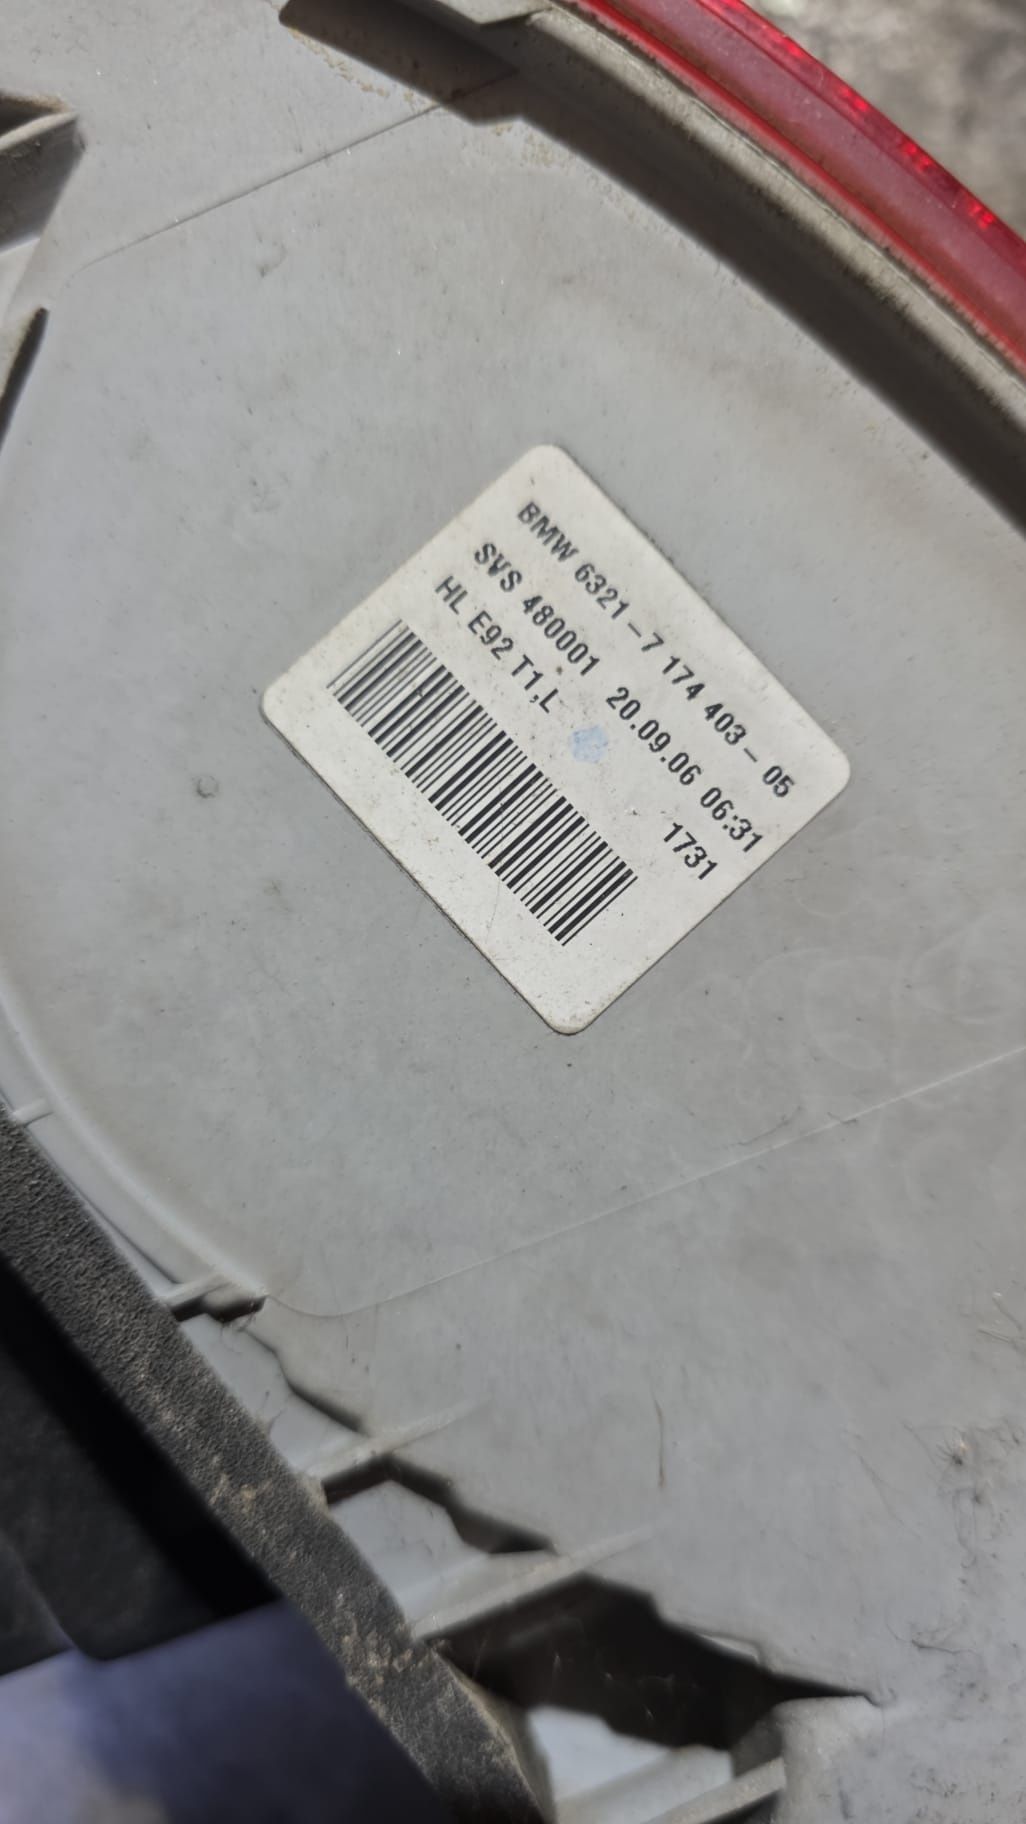 BMW 6321-7 174 403-05
SVS 480001 20.09.06 06:31
HL E92 T1,L 1731